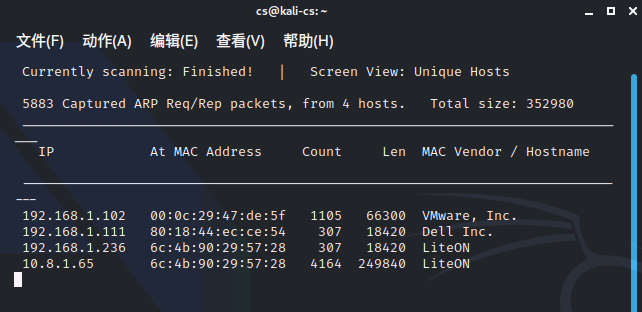 cs@kali-cs:~
文件(F) 动作(A) 编辑(E) 查看(V) 帮助(H)
Currently scanning: Finished! | Screen View: Unique Hosts
5883 Captured ARP Req/Rep packets, from 4 hosts. Total size: 352980
IP At MAC Address Count Len MAC Vendor / Hostname
192.168.1.102 00:0c:29:47:de:5f 1105 66300 VMware, Inc.
192.168.1.111 80:18:44:ec:ce:54 307 18420 Dell Inc.
192.168.1.236 6c:4b:90:29:57:28 307 18420 LiteON
10.8.1.65 6c:4b:90:29:57:28 4164 249840 LiteON